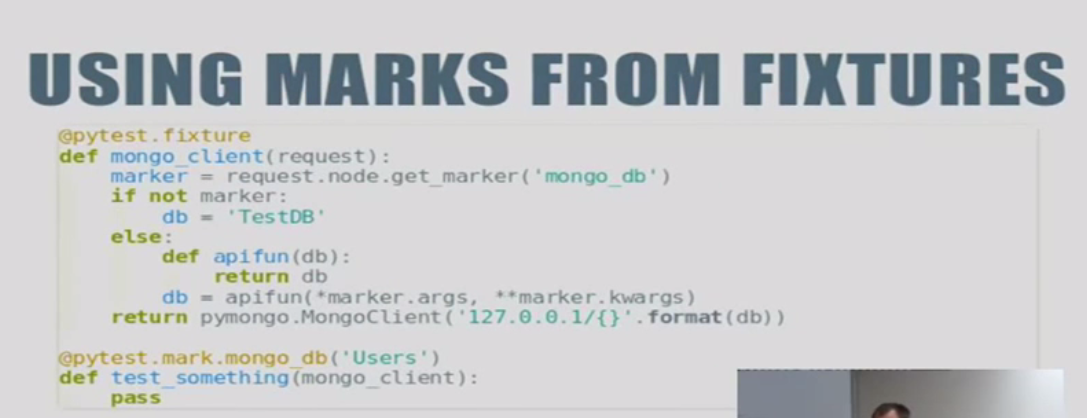 USING MARKS FROM FIXTURES
@pytest.fixture
def mongo_client(request):
    marker = request.node.get_marker('mongo_db')
    if not marker:
        db = 'TestDB'
    else:
        def apifun(db):
            return db
        db = apifun(*marker.args, **marker.kwargs)
    return pymongo.MongoClient('127.0.0.1/{}'.format(db))
@pytest.mark.mongo_db('Users')
def test_something(mongo_client):
    pass